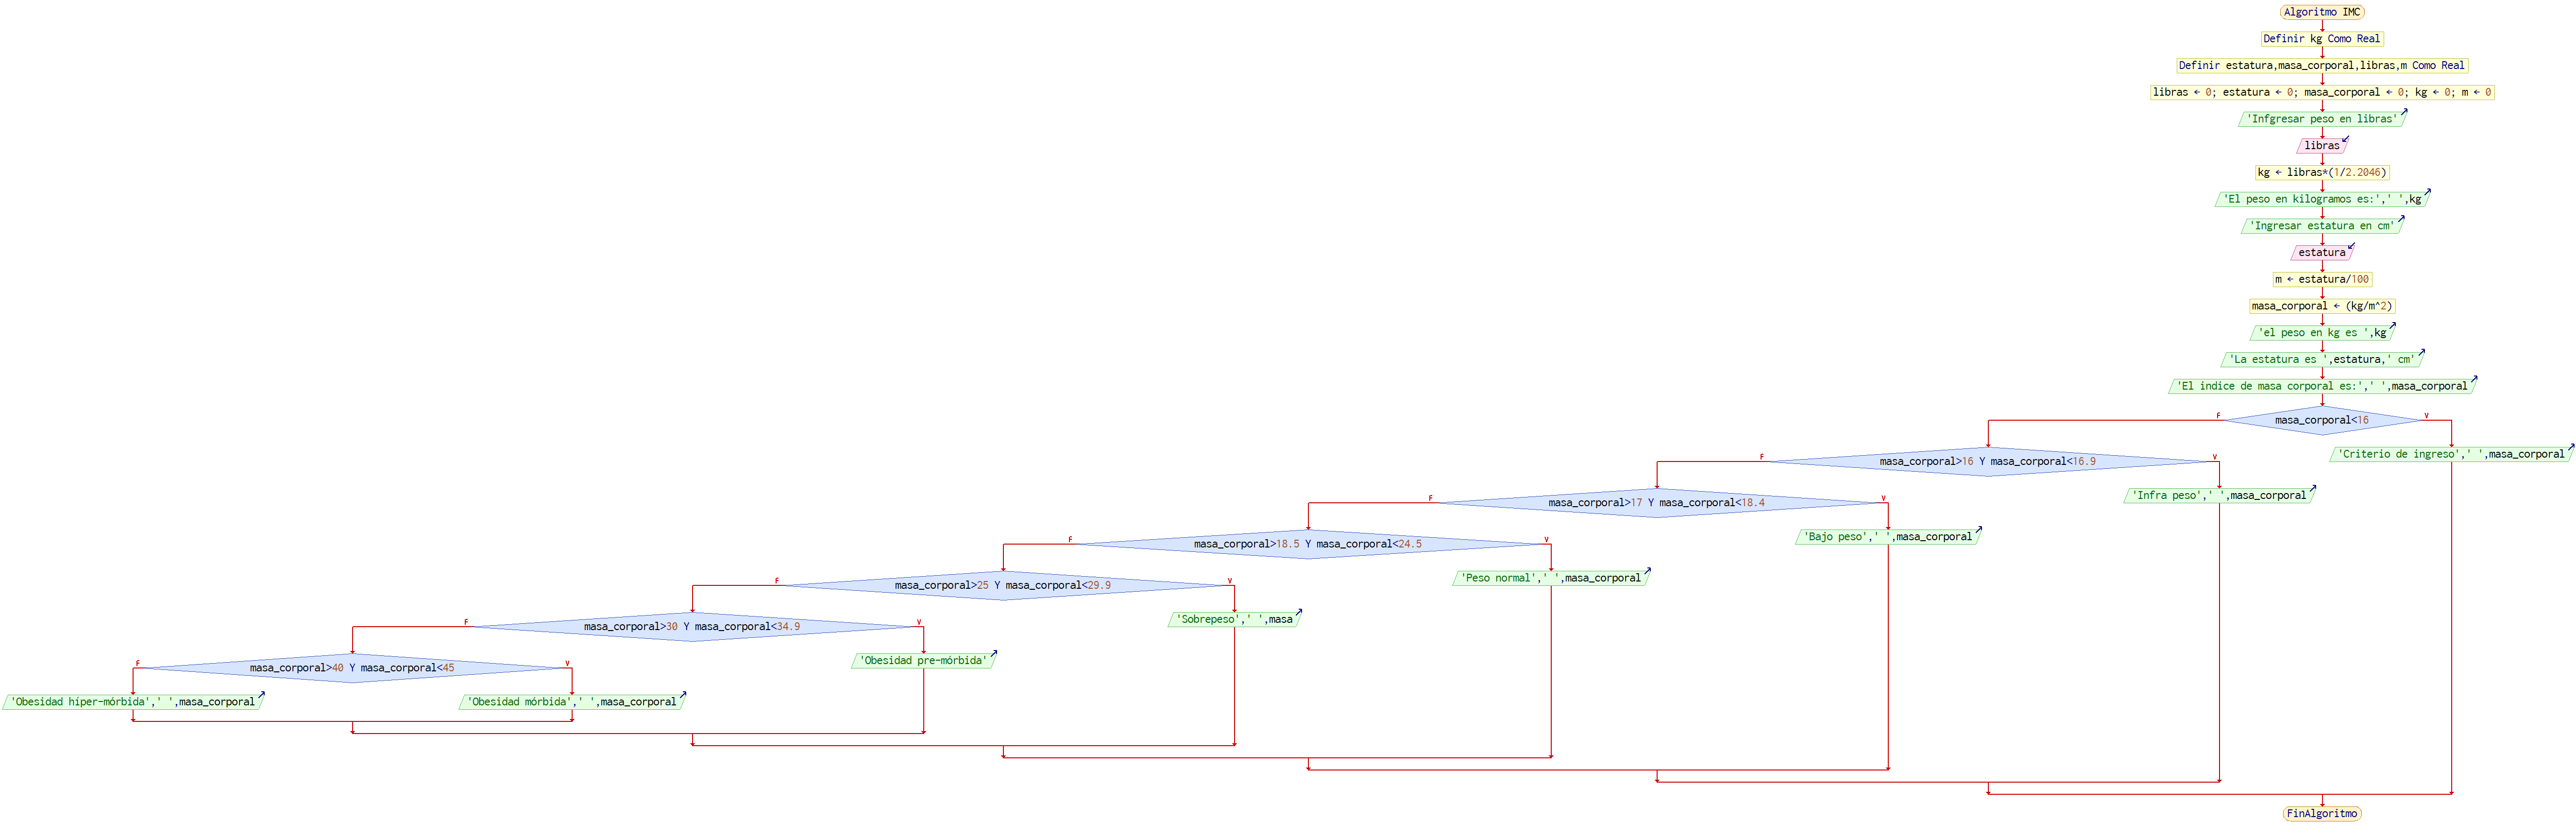 Algoritmo IMC
Definir kg Como Real
Definir estatura,masa_corporal,libras,m Como Real
libras ← 0; estatura ← 0; masa_corporal ← 0; kg ← 0; m ← 0
'Infgresar peso en libras'
libras
kg ← libras*(1/2.2046)
'El peso en kilogramos es:',' ',kg
'Ingresar estatura en cm'
estatura
m ← estatura/100
masa_corporal ← (kg/m^2)
'el peso en kg es ',kg
'La estatura es ',estatura,' cm'
'El indice de masa corporal es:',' ',masa_corporal
F
V
masa_corporal<16
F
V
masa_corporal>16 Y masa_corporal<16.9
'Criterio de ingreso',' ',masa_corporal
F
V
masa_corporal>17 Y masa_corporal<18.4
'Infra peso',' ',masa_corporal
F
V
masa_corporal>18.5 Y masa_corporal<24.5
'Bajo peso',' ',masa_corporal
F
V
masa_corporal>25 Y masa_corporal<29.9
'Peso normal',' ',masa_corporal
F
V
masa_corporal>30 Y masa_corporal<34.9
'Sobrepeso',' ',masa
F
V
masa_corporal>40 Y masa_corporal<45
'Obesidad pre-mórbida'
'Obesidad híper-mórbida',' ',masa_corporal
'Obesidad mórbida',' ',masa_corporal
FinAlgoritmo